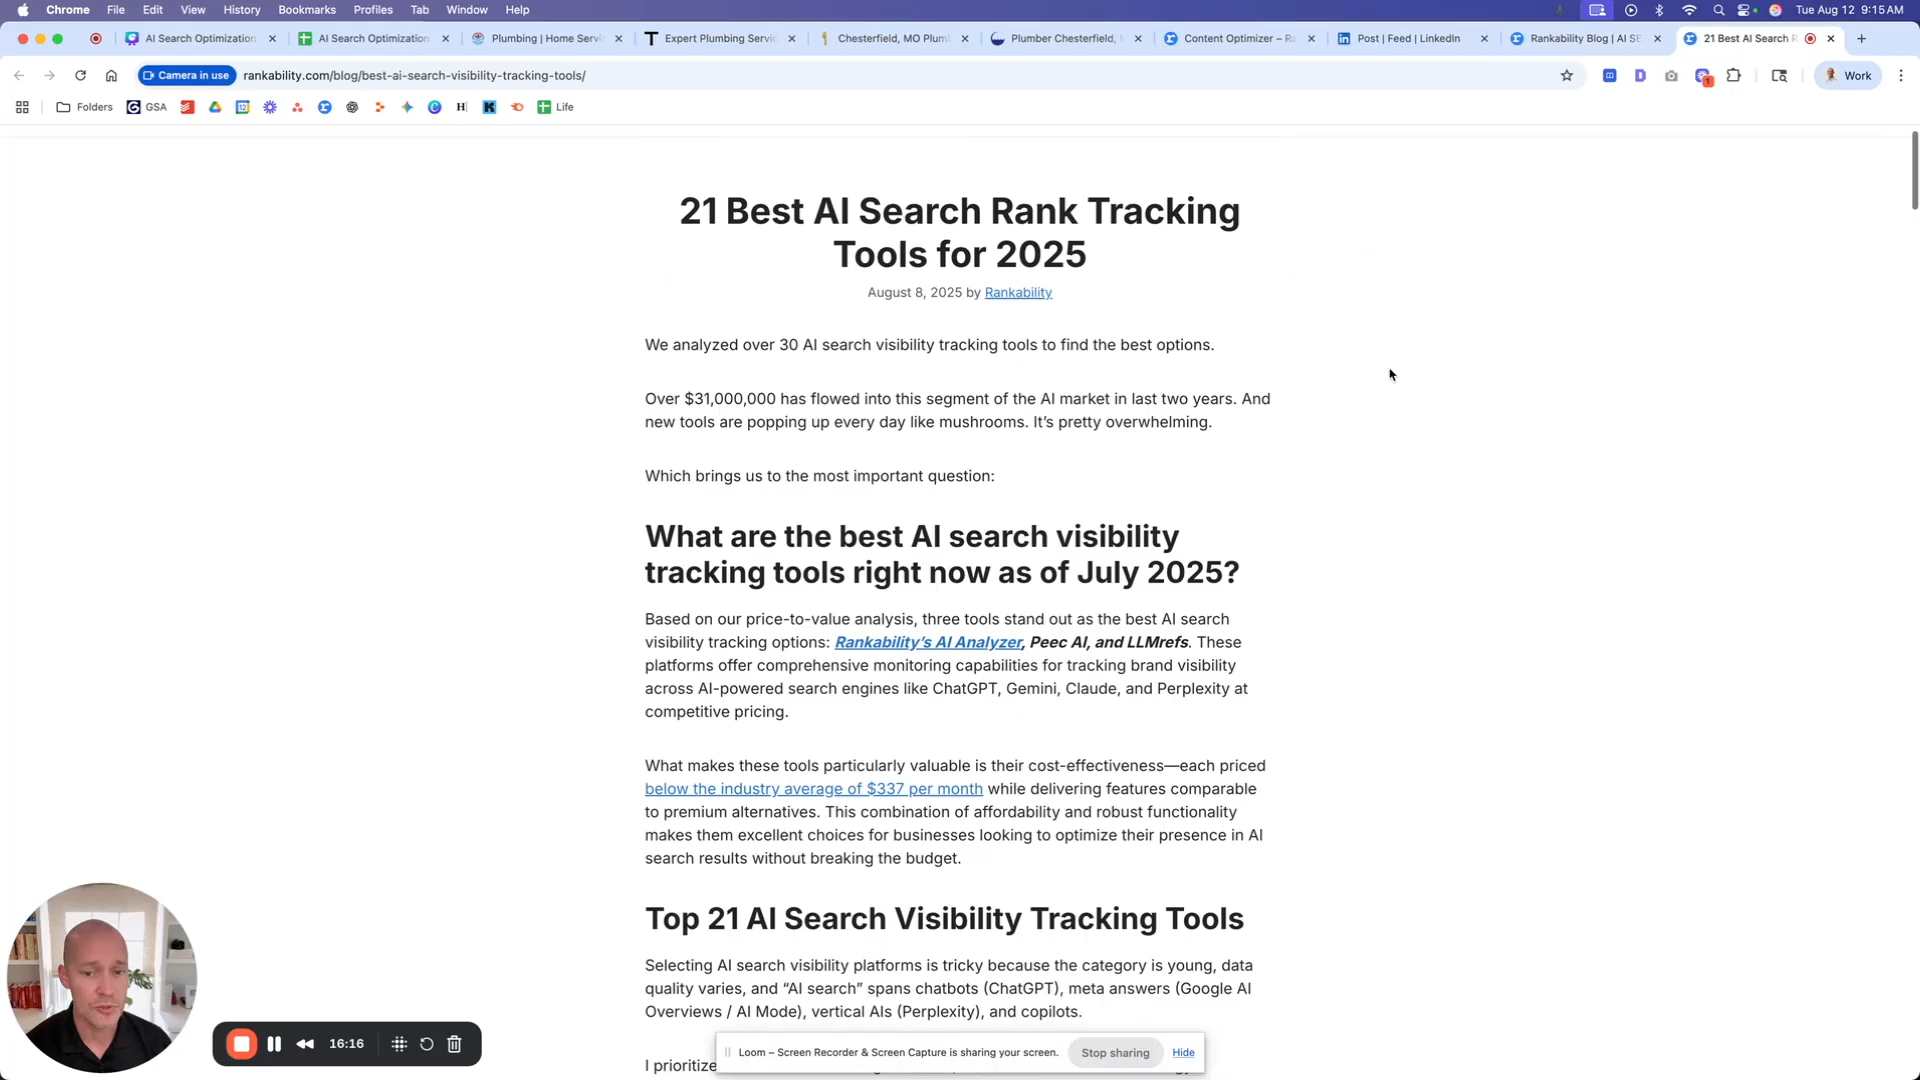 Chrome File Edit View History Bookmarks Profiles Tab Window Help Tue Aug 12 9:15 AM
AI Search Optimization AI Search Optimization Plumbing | Home Servi Expert Plumbing Servi Chesterfield, MO Plum Plumber Chesterfield, Content Optimizer – Ra Post | Feed | LinkedIn Rankability Blog | AI SE 21 Best AI Search R
Camera in use rankability.com/blog/best-ai-search-visibility-tracking-tools/ Work
Folders GSA Life
21 Best AI Search Rank Tracking
Tools for 2025
August 8, 2025 by Rankability
We analyzed over 30 AI search visibility tracking tools to find the best options.
Over $31,000,000 has flowed into this segment of the AI market in last two years. And
new tools are popping up every day like mushrooms. It’s pretty overwhelming.
Which brings us to the most important question:
What are the best AI search visibility
tracking tools right now as of July 2025?
Based on our price-to-value analysis, three tools stand out as the best AI search
visibility tracking options: Rankability’s AI Analyzer, Peec AI, and LLMrefs. These
platforms offer comprehensive monitoring capabilities for tracking brand visibility
across AI-powered search engines like ChatGPT, Gemini, Claude, and Perplexity at
competitive pricing.
What makes these tools particularly valuable is their cost-effectiveness—each priced
below the industry average of $337 per month while delivering features comparable
to premium alternatives. This combination of affordability and robust functionality
makes them excellent choices for businesses looking to optimize their presence in AI
search results without breaking the budget.
Top 21 AI Search Visibility Tracking Tools
Selecting AI search visibility platforms is tricky because the category is young, data
quality varies, and “AI search” spans chatbots (ChatGPT), meta answers (Google AI
Overviews / AI Mode), vertical AIs (Perplexity), and copilots.
I prioritize
16:16
Loom – Screen Recorder & Screen Capture is sharing your screen. Stop sharing Hide